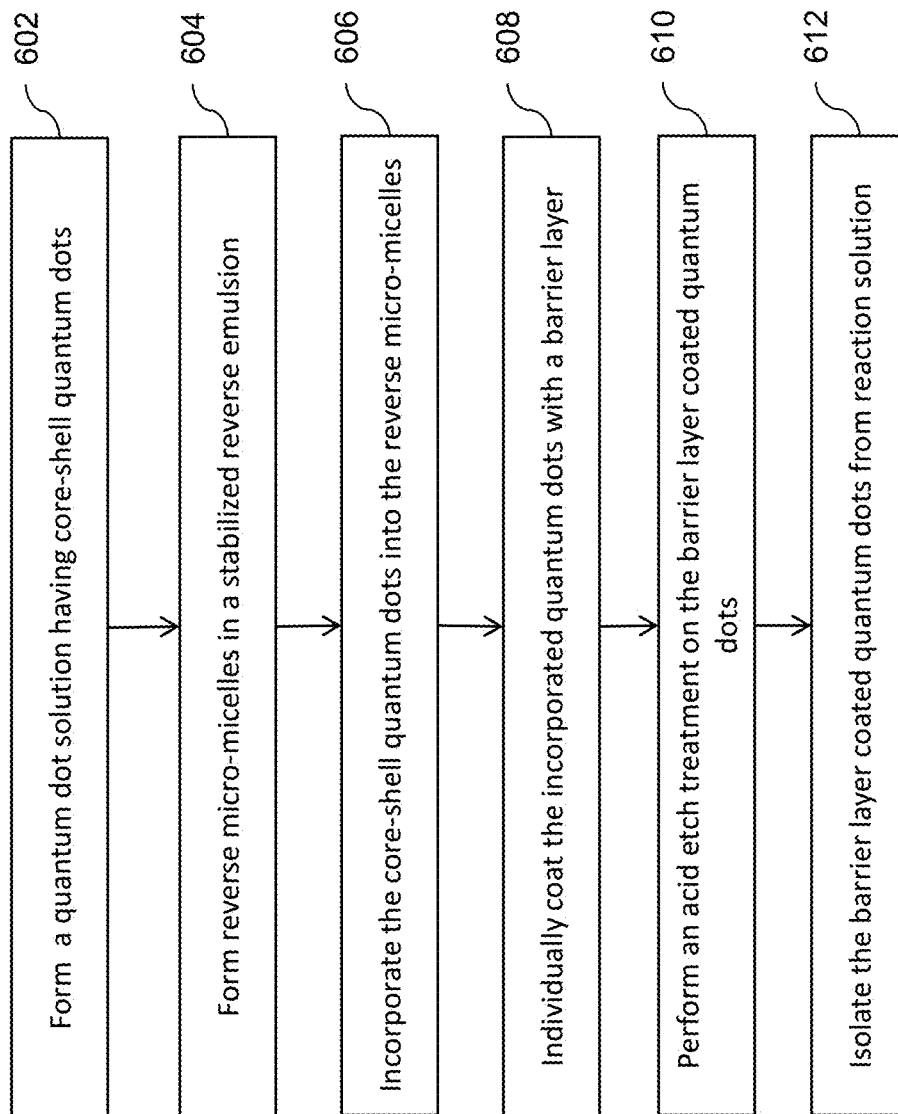 602
Form a quantum dot solution having core-shell quantum dots
604
Form reverse micro-micelles in a stabilized reverse emulsion
606
Incorporate the core-shell quantum dots into the reverse micro-micelles
608
Individually coat the incorporated quantum dots with a barrier layer
610
Perform an acid etch treatment on the barrier layer coated quantum
dots
612
Isolate the barrier layer coated quantum dots from reaction solution